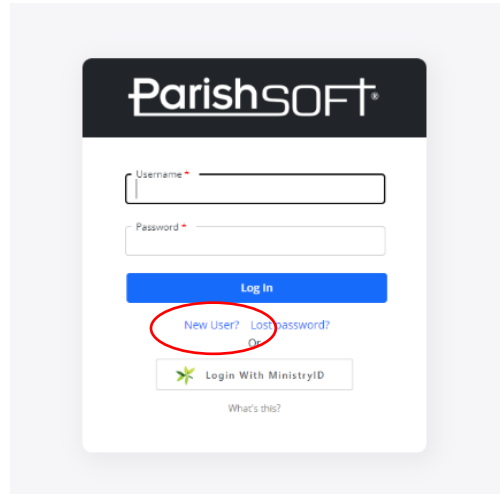 ParishSOFT®
Username *
Password *
Log In
New User? Lost password?
Or
Login With MinistryID
What's this?